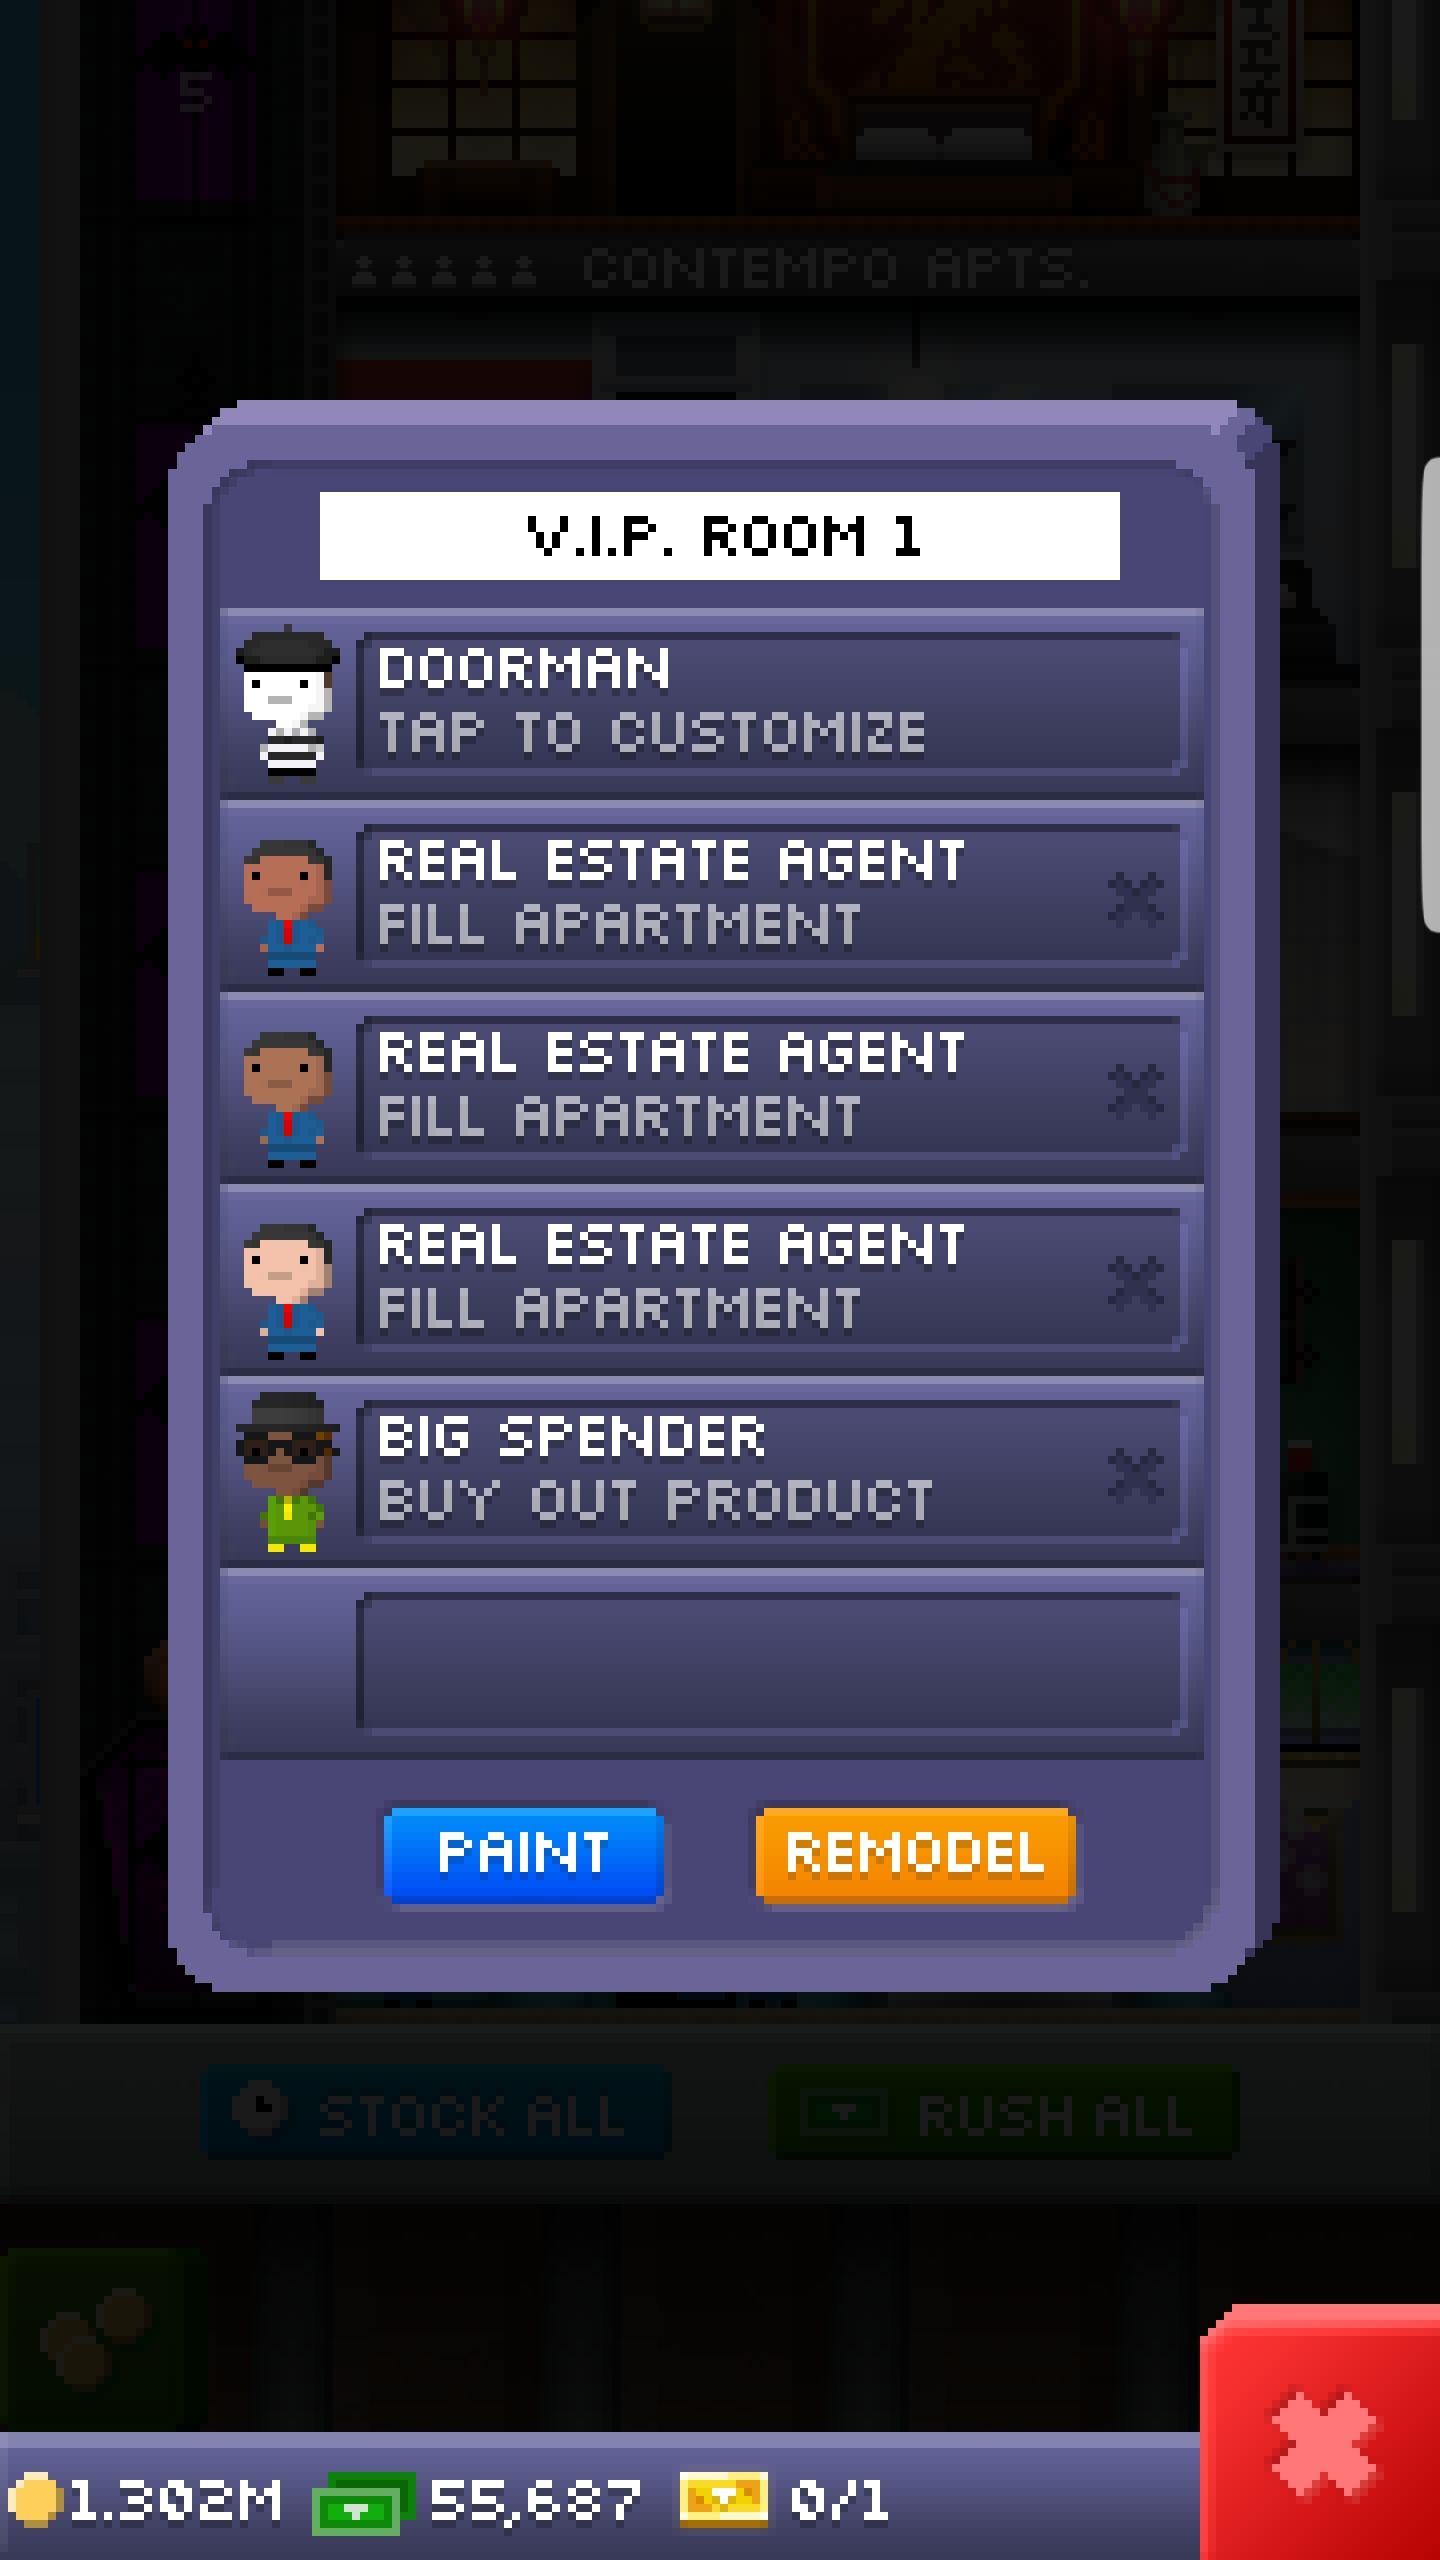 5
CONTEMPO APTS.
V.I.P. ROOM 1
DOORMAN
TAP TO CUSTOMIZE
REAL ESTATE AGENT
FILL APARTMENT
REAL ESTATE AGENT
FILL APARTMENT
REAL ESTATE AGENT
FILL APARTMENT
BIG SPENDER
BUY OUT PRODUCT
PAINT
REMODEL
STOCK ALL
RUSH ALL
1.302M
55,687
0/1